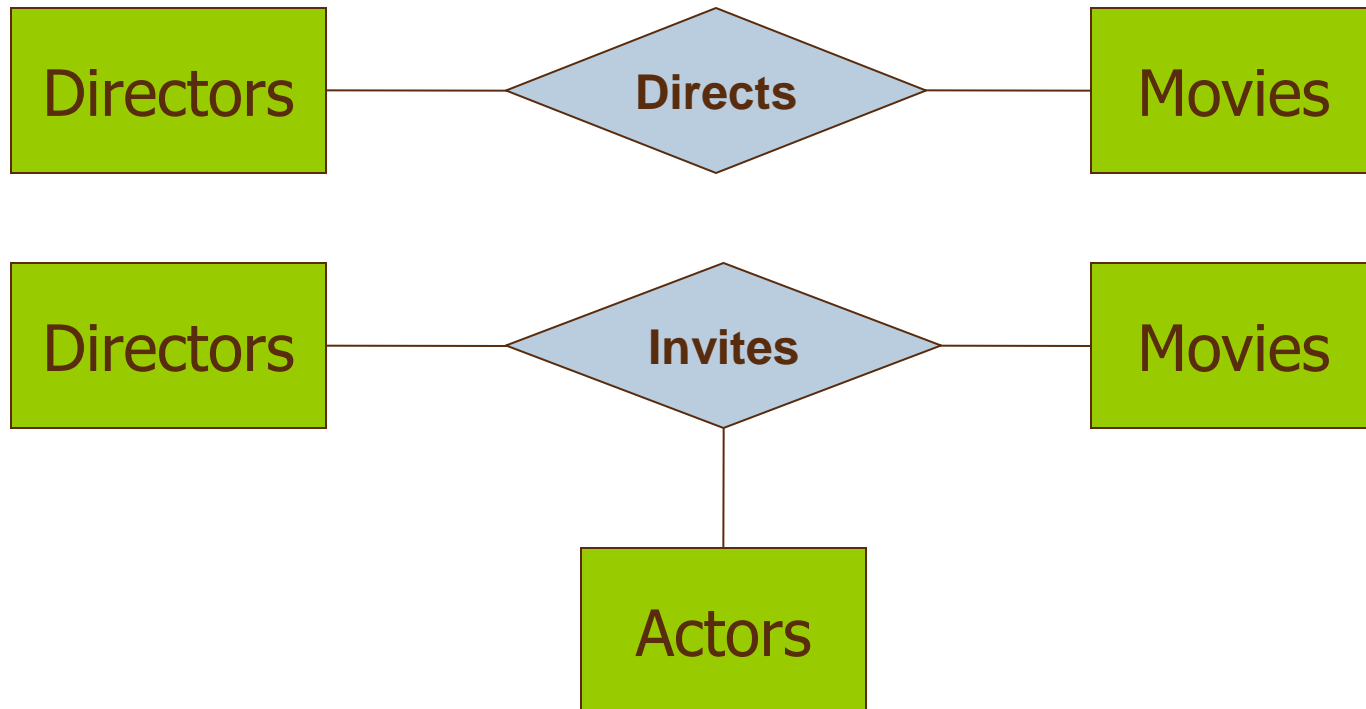 Directors
Directs
Movies
Directors
Invites
Movies
Actors